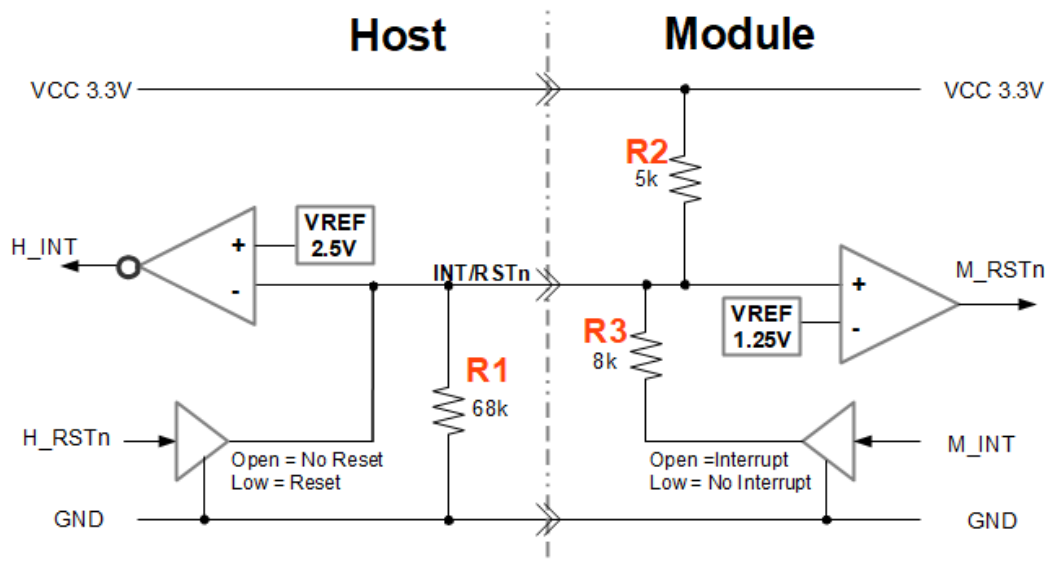 Host
Module
VCC 3.3V
VCC 3.3V
R2
5k
VREF
2.5V
+
-
H_INT
INT/RSTn
M_RSTn
+
-
VREF
1.25V
R3
8k
R1
68k
H_RSTn
Open = No Reset
Low = Reset
Open =Interrupt
Low = No Interrupt
M_INT
GND
GND